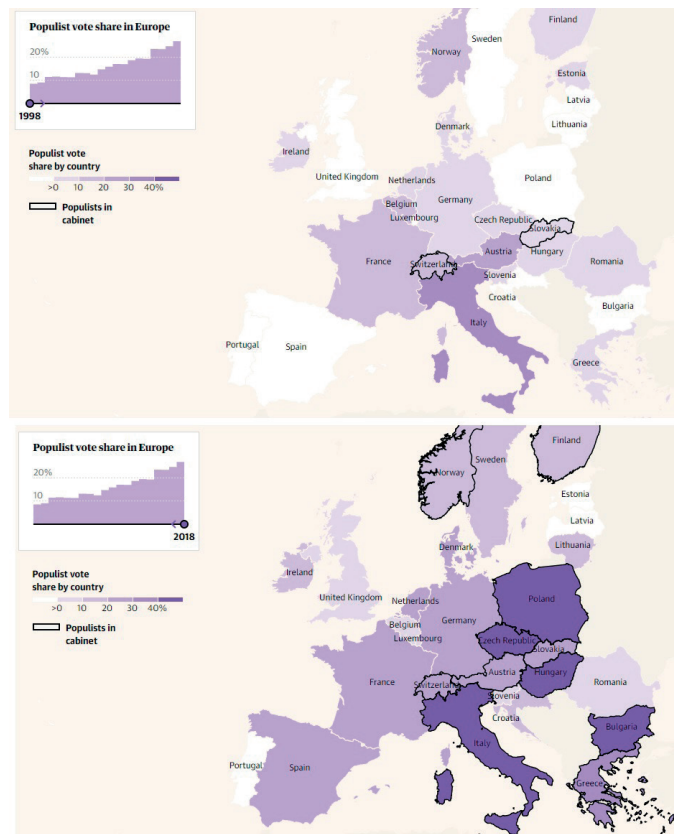 Populist vote share in Europe
20%
10
1998
Populist vote
share by country
>0 10 20 30 40%
Populists in
cabinet
Finland
Sweden
Norway
Estonia
Latvia
Lithuania
Denmark
Ireland
United Kingdom
Netherlands
Poland
Belgium
Germany
Luxembourg
Czech Republic
Slovakia
Austria
Hungary
France
Switzerland
Slovenia
Romania
Croatia
Bulgaria
Italy
Portugal
Spain
Greece
Populist vote share in Europe
20%
10
2018
Populist vote
share by country
>0 10 20 30 40%
Populists in
cabinet
Finland
Sweden
Norway
Estonia
Latvia
Lithuania
Denmark
Ireland
United Kingdom
Netherlands
Poland
Belgium
Germany
Luxembourg
Czech Republic
Slovakia
Austria
Hungary
France
Switzerland
Slovenia
Romania
Croatia
Bulgaria
Italy
Portugal
Spain
Greece